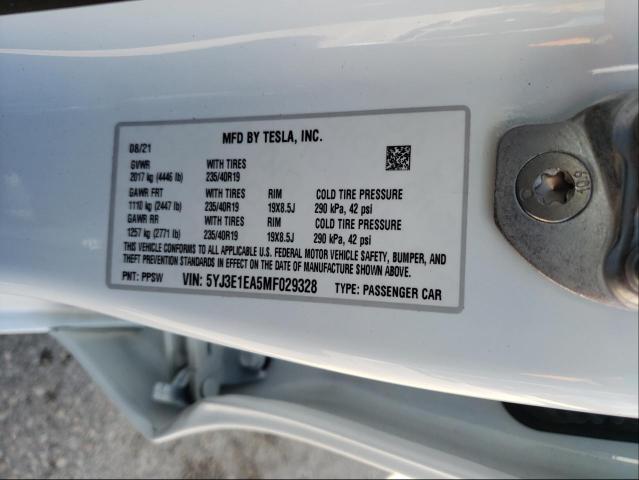 MFD BY TESLA, INC.
08/21
GVWR WITH TIRES
2017 kg (4446 lb) 235/40R19
GAWR FRT WITH TIRES RIM COLD TIRE PRESSURE
1110 kg (2447 lb) 235/40R19 19X8.5J 290 kPa, 42 psi
GAWR RR WITH TIRES RIM COLD TIRE PRESSURE
1257 kg (2771 lb) 235/40R19 19X8.5J 290 kPa, 42 psi
THIS VEHICLE CONFORMS TO ALL APPLICABLE U.S. FEDERAL MOTOR VEHICLE SAFETY, BUMPER, AND
THEFT PREVENTION STANDARDS IN EFFECT ON THE DATE OF MANUFACTURE SHOWN ABOVE.
PNT: PPSW VIN: 5YJ3E1EA5MF029328 TYPE: PASSENGER CAR
109